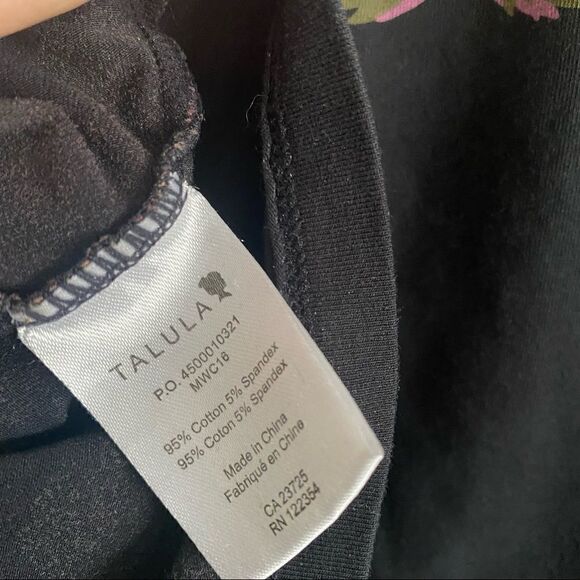 TALULA
P.O. 4500010321
MWC16
95% Cotton 5% Spandex
95% Coton 5% Spandex
Made in China
Fabriqué en Chine
CA 23725
RN 122354